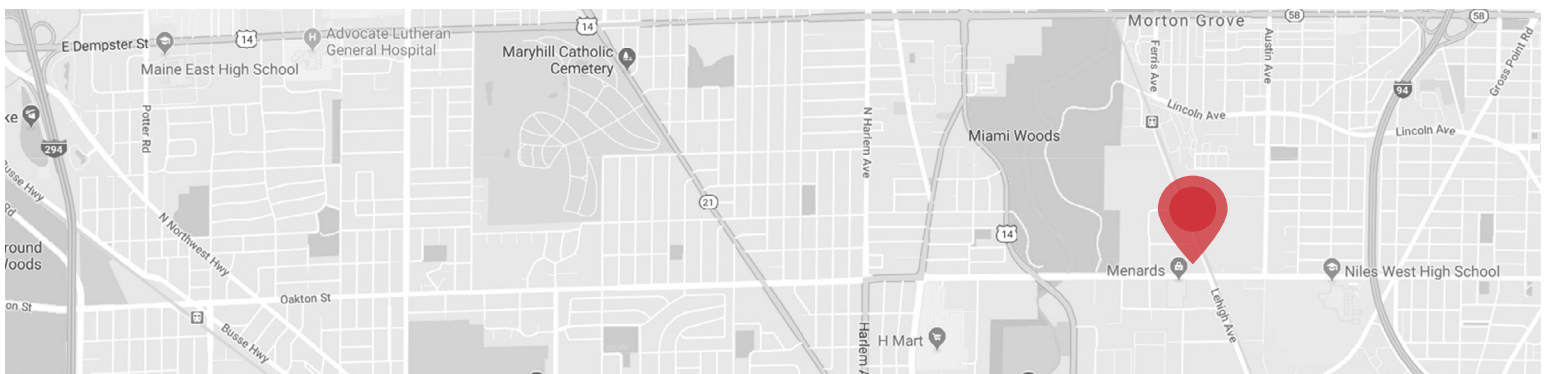 14
Morton Grove
58
58
E Dempster St
14
Advocate Lutheran
General Hospital
Maine East High School
Maryhill Catholic
Cemetery
Ferris Ave
Austin Ave
Gross Point Rd
94
ke
Potter Rd
N Harlem Ave
Lincoln Ave
Lincoln Ave
Miami Woods
294
Busse Hwy
21
Rd
N Northwest Hwy
14
round
Woods
Menards
Niles West High School
Oakton St
on St
Lehigh Ave
Busse Hwy
H Mart
Harlem A